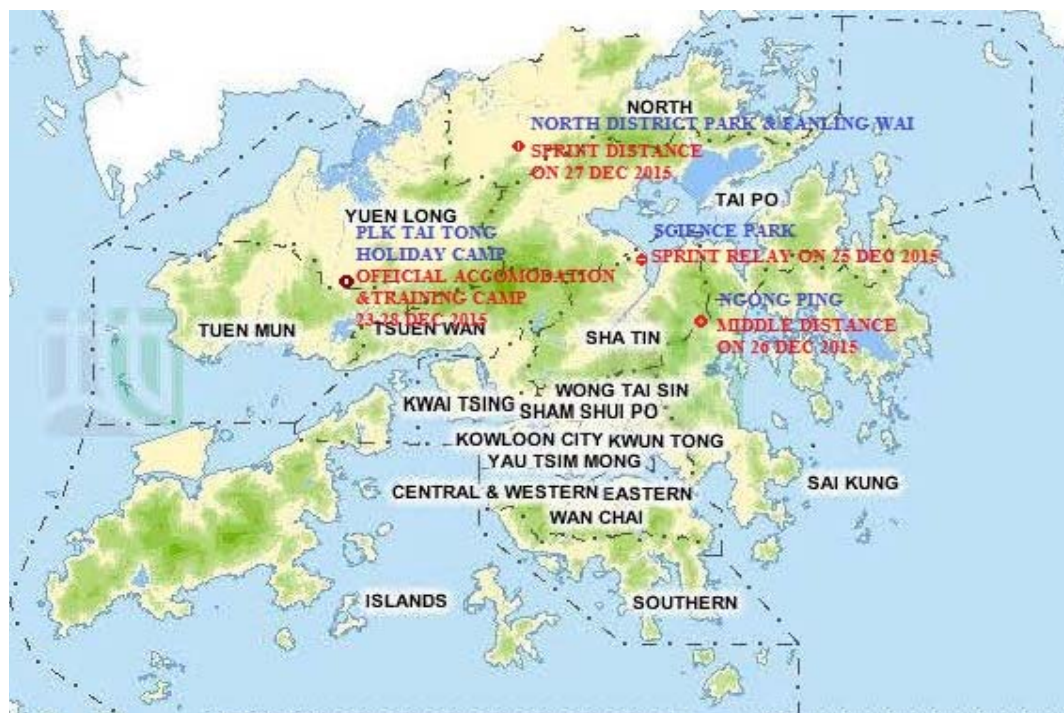 NORTH
NORTH DISTRICT PARK & FANLING WAI
SPRINT DISTANCE
ON 27 DEC 2015
TAI PO
YUEN LONG
PLK TAI TONG
HOLIDAY CAMP
OFFICIAL ACCOMODATION
&TRAINING CAMP
23-28 DEC 2015
SCIENCE PARK
SPRINT RELAY ON 25 DEC 2015
NGONG PING
MIDDLE DISTANCE
ON 26 DEC 2015
TUEN MUN
TSUEN WAN
SHA TIN
WONG TAI SIN
KWAI TSING
SHAM SHUI PO
KOWLOON CITY
KWUN TONG
YAU TSIM MONG
SAI KUNG
CENTRAL & WESTERN
EASTERN
WAN CHAI
ISLANDS
SOUTHERN